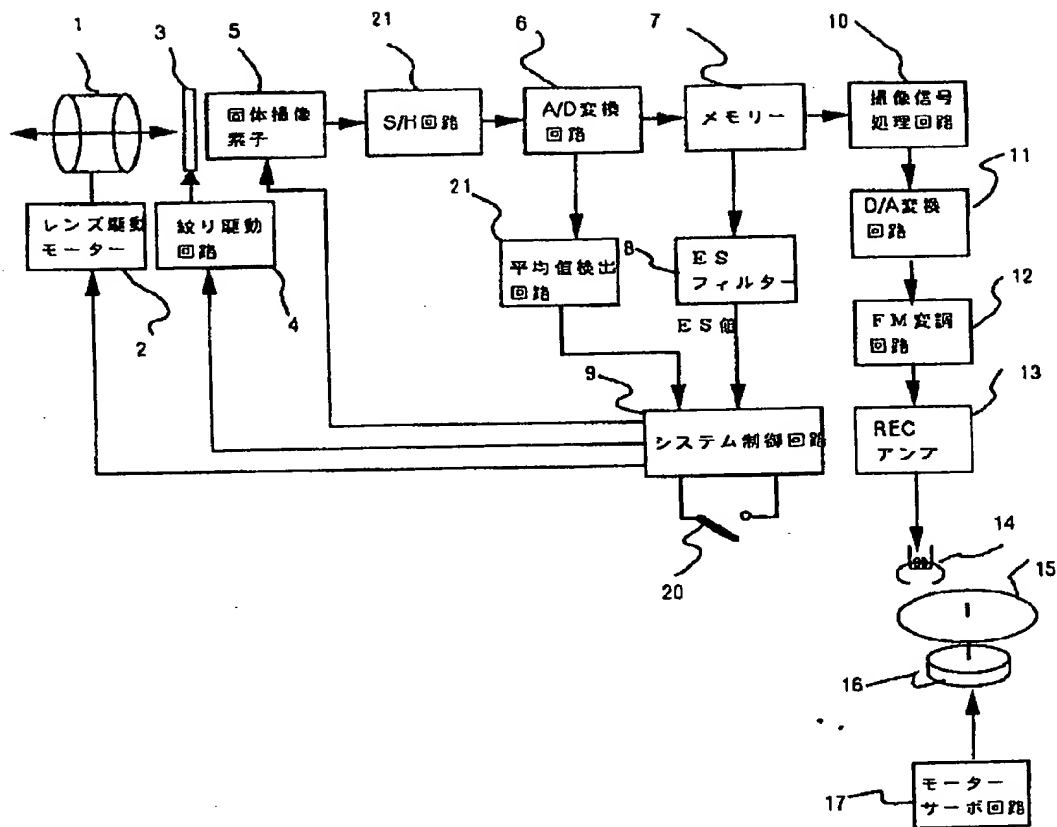 1
3
5
21
6
7
10
固体撮像
素子
S/H回路
A/D変換
回路
メモリー
撮像信号
処理回路
11
レンズ駆動
モーター
絞り駆動
回路
21
平均値検出
回路
8
ES
フィルター
D/A変換
回路
2
4
ES値
12
FM変調
回路
9
システム制御回路
13
REC
アンプ
20
14
15
16
17
モーター
サーボ回路